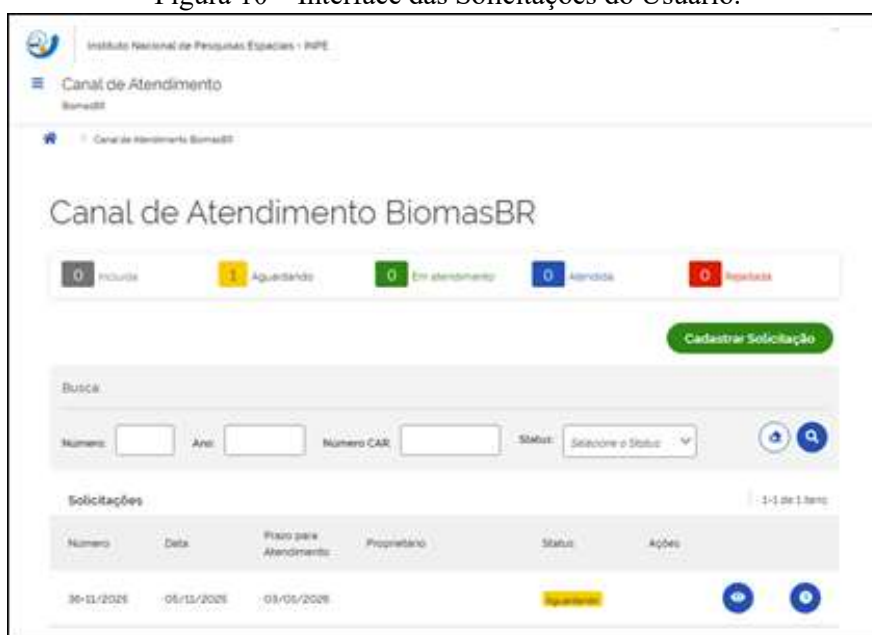 Figura 10 – Interface das Solicitações do Usuário.
Instituto Nacional de Pesquisas Espaciais - INPE
Canal de Atendimento
BiomasBR
Canal de Atendimento BiomasBR
Canal de Atendimento BiomasBR
0 Incluída 1 Aguardando 0 Em atendimento 0 Atendida 0 Rejeitada
Cadastrar Solicitação
Busca
Número: Ano: Número CAR: Status: Selecione o Status
Solicitações 1-1 de 1 itens
Número Data Prazo para Atendimento Proprietário Status Ações
Aguardando